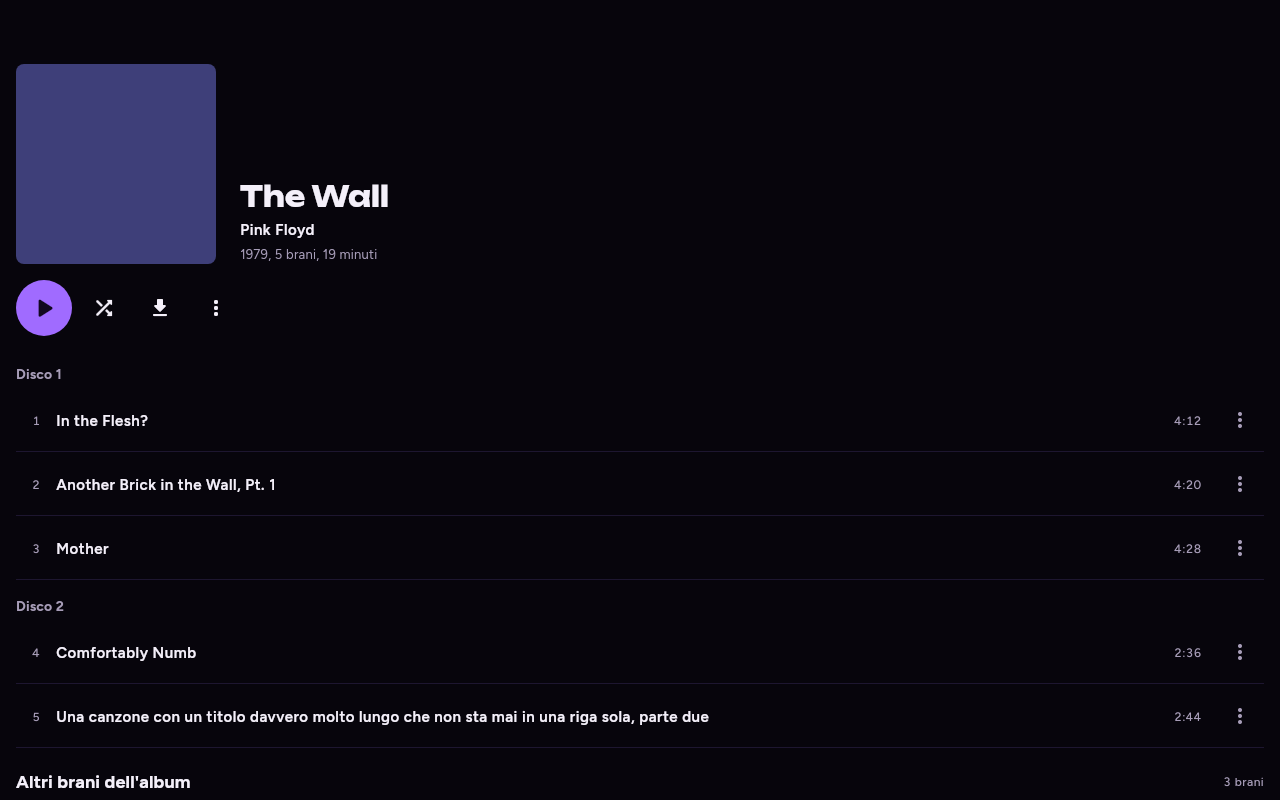 The Wall
Pink Floyd
1979, 5 brani, 19 minuti
Disco 1
1 In the Flesh? 4:12
2 Another Brick in the Wall, Pt. 1 4:20
3 Mother 4:28
Disco 2
4 Comfortably Numb 2:36
5 Una canzone con un titolo davvero molto lungo che non sta mai in una riga sola, parte due 2:44
Altri brani dell'album 3 brani